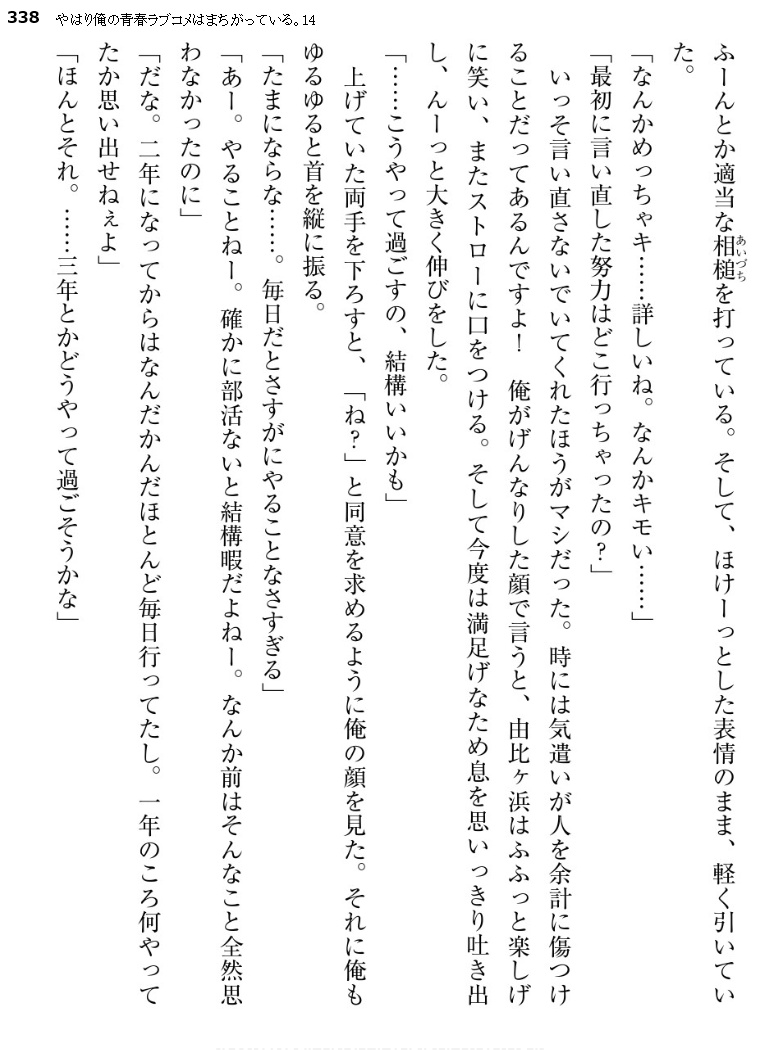 338 やはり俺の青春ラブコメはまちがっている。14
ふーんとか適当な相槌を打っている。そして、ほけーっとした表情のまま、軽く引いてい
た。
「なんかめっちゃキ……詳しいね。なんかキモい……」
「最初に言い直した努力はどこ行っちゃったの？」
　いっそ言い直さないでいてくれたほうがマシだった。時には気遣いが人を余計に傷つけ
ることだってあるんですよ！　俺がげんなりした顔で言うと、由比ヶ浜はふふっと楽しげ
に笑い、またストローに口をつける。そして今度は満足げなため息を思いっきり吐き出
し、んーっと大きく伸びをした。
「……こうやって過ごすの、結構いいかも」
　上げていた両手を下ろすと、「ね？」と同意を求めるように俺の顔を見た。それに俺も
ゆるゆると首を縦に振る。
「たまにならな……。毎日だとさすがにやることなさすぎる」
「あー。やることねー。確かに部活ないと結構暇だよねー。なんか前はそんなこと全然思
わなかったのに」
「だな。二年になってからはなんだかんだほとんど毎日行ってたし。一年のころ何やって
たか思い出せねぇよ」
「ほんとそれ。……三年とかどうやって過ごそうかな」